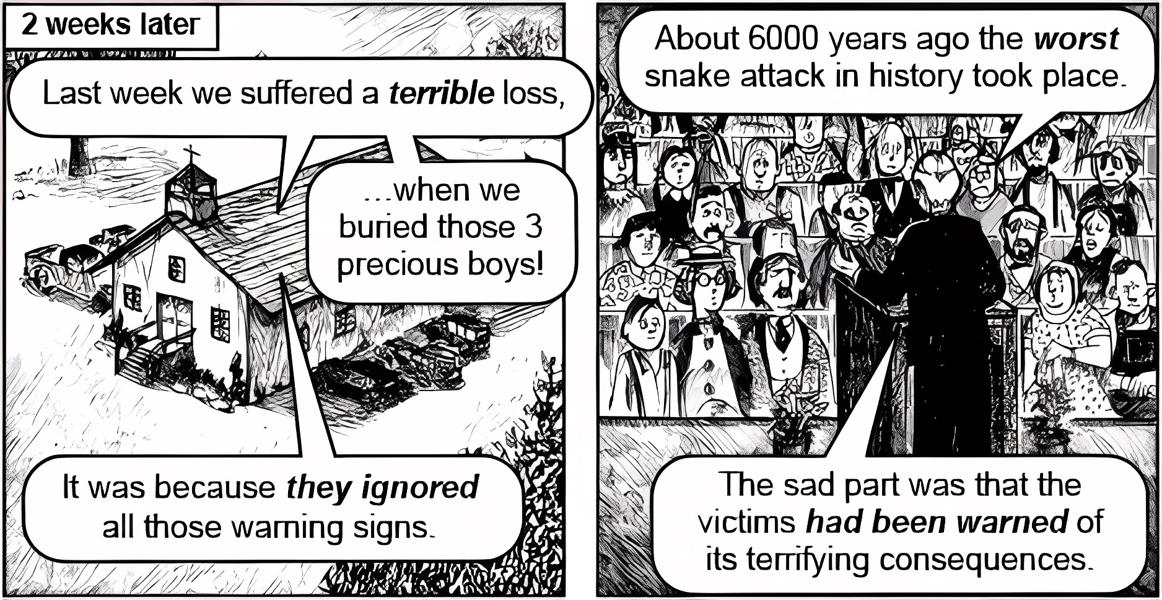 2 weeks later
Last week we suffered a terrible loss,
...when we
buried those 3
precious boys!
It was because they ignored
all those warning signs.
About 6000 years ago the worst
snake attack in history took place.
The sad part was that the
victims had been warned of
its terrifying consequences.